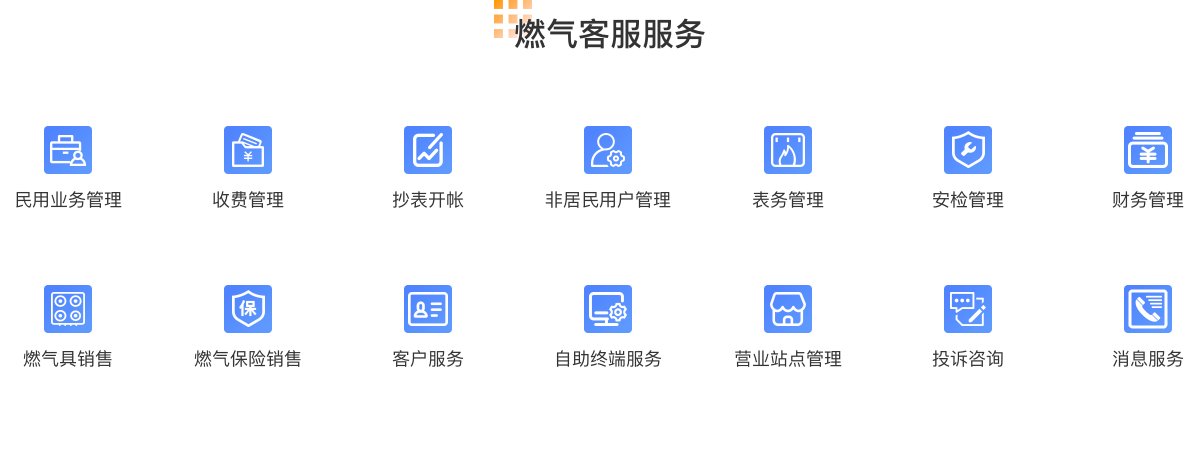 燃气客服服务
民用业务管理
收费管理
抄表开帐
非居民用户管理
表务管理
安检管理
财务管理
燃气具销售
保
燃气保险销售
客户服务
自助终端服务
营业站点管理
投诉咨询
消息服务